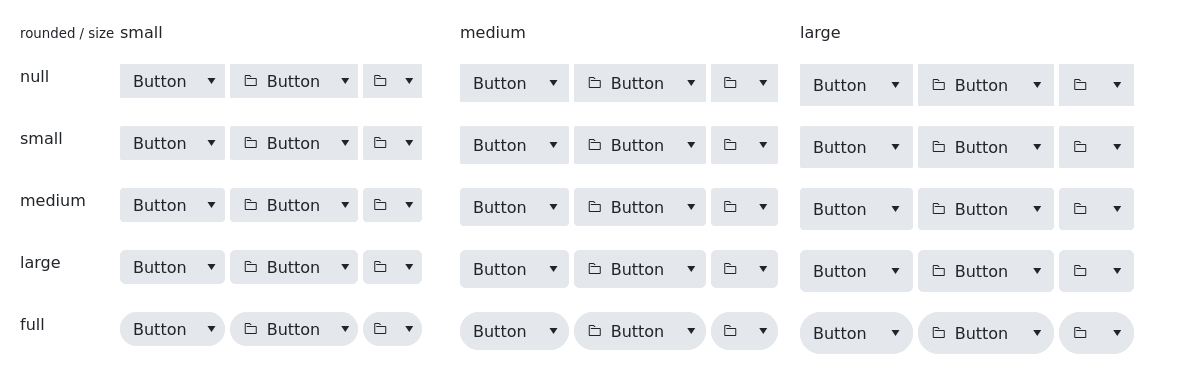 rounded / size small medium large
null Button Button Button Button Button Button
small Button Button Button Button Button Button
medium Button Button Button Button Button Button
large Button Button Button Button Button Button
full Button Button Button Button Button Button